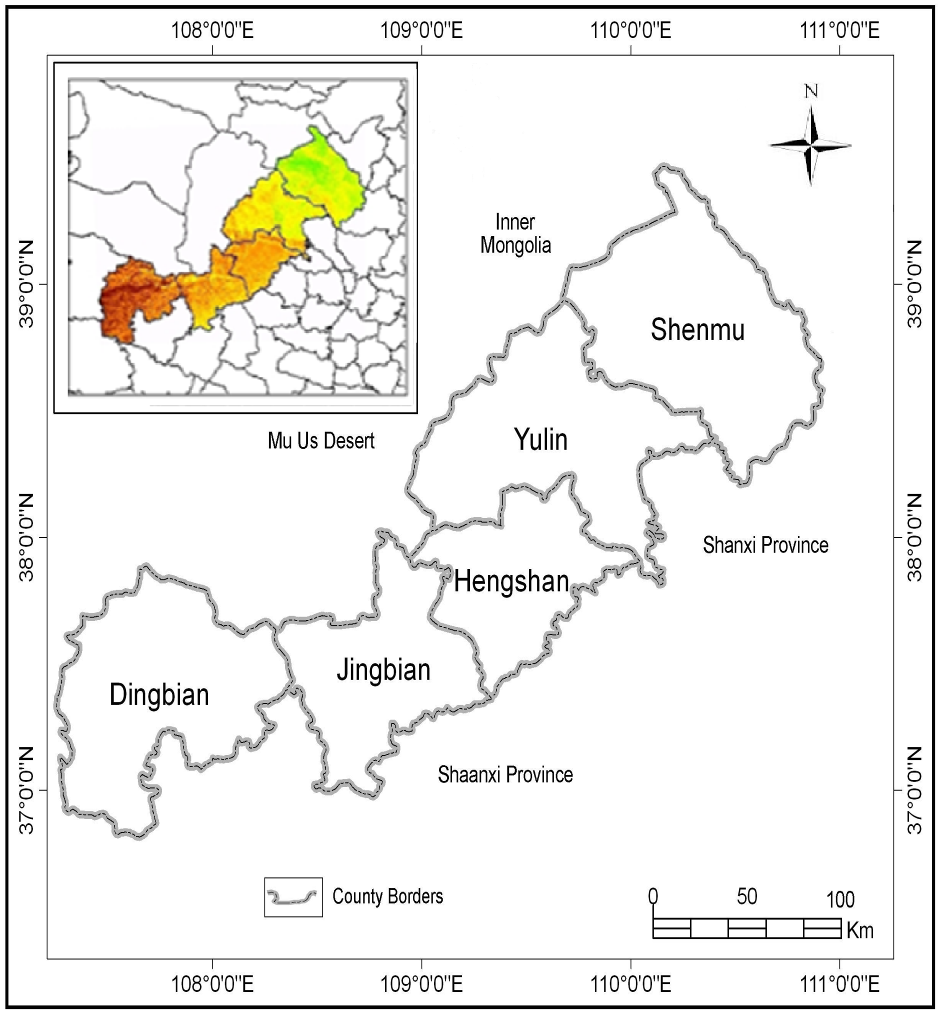 108°0'0"E 109°0'0"E 110°0'0"E 111°0'0"E
N
Inner
Mongolia
39°0'0"N
39°0'0"N
Shenmu
Mu Us Desert
Yulin
38°0'0"N
38°0'0"N
Shanxi Province
Hengshan
Jingbian
Dingbian
Shaanxi Province
37°0'0"N
37°0'0"N
County Borders
0 50 100
Km
108°0'0"E 109°0'0"E 110°0'0"E 111°0'0"E